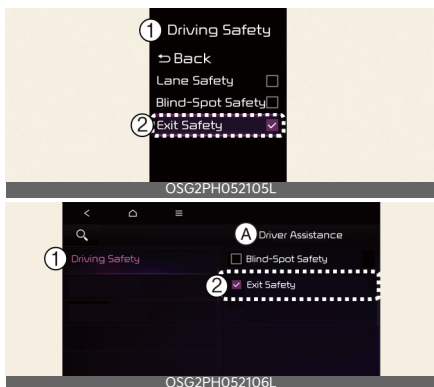 1 Driving Safety
Back
Lane Safety
Blind-Spot Safety
2 Exit Safety
OSG2PH052105L
A Driver Assistance
1 Driving Safety
Blind-Spot Safety
2 Exit Safety
OSG2PH052106L